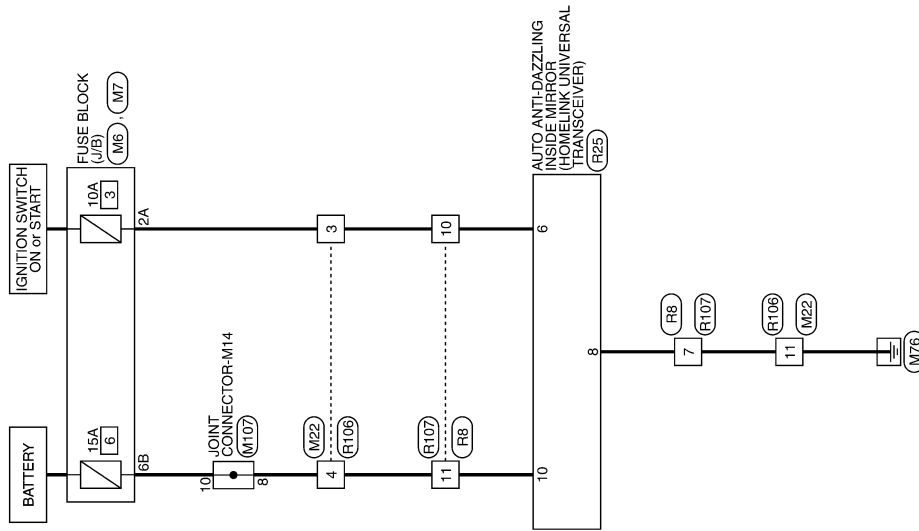 IGNITION SWITCH
ON or START
BATTERY
FUSE BLOCK
(J/B)
M6 , M7
10A
3
15A
6
2A
6B
JOINT
CONNECTOR-M14
M107
10
8
M22
R106
4
3
R107
R8
11
10
AUTO ANTI-DAZZLING
INSIDE MIRROR
(HOMELINK UNIVERSAL
TRANSCEIVER)
R25
10
6
8
R8
R107
7
R106
M22
11
M76